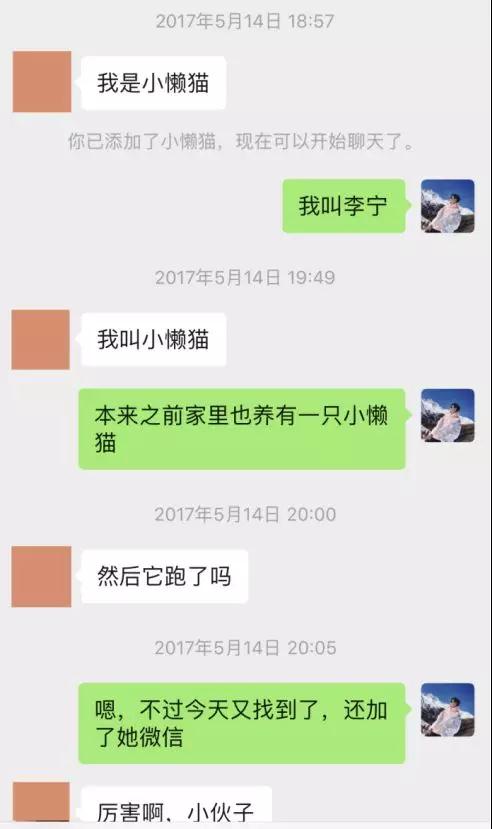 2017年5月14日 18:57
我是小懒猫
你已添加了小懒猫，现在可以开始聊天了。
我叫李宁
2017年5月14日 19:49
我叫小懒猫
本来之前家里也养有一只小懒
猫
2017年5月14日 20:00
然后它跑了吗
2017年5月14日 20:05
嗯，不过今天又找到了，还加
了她微信
厉害啊，小伙子